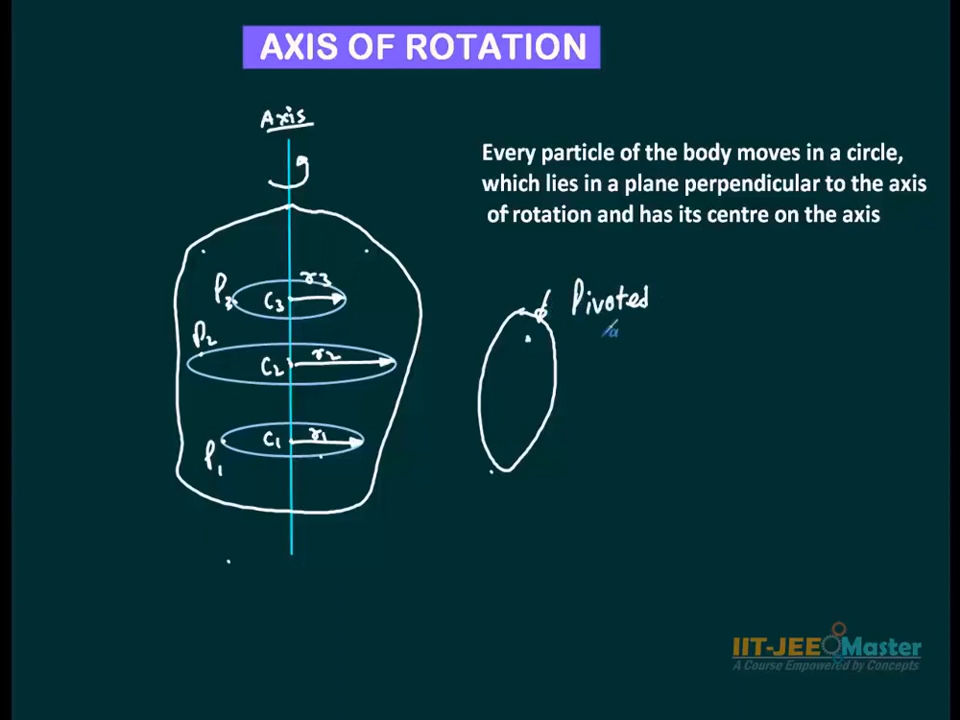 AXIS OF ROTATION
Axis
Every particle of the body moves in a circle,
which lies in a plane perpendicular to the axis
of rotation and has its centre on the axis
P3 C3 r3
Pivoted
P2
C2 r2
C1 r1
P1
IIT-JEE Master
A Course Empowered by Concepts